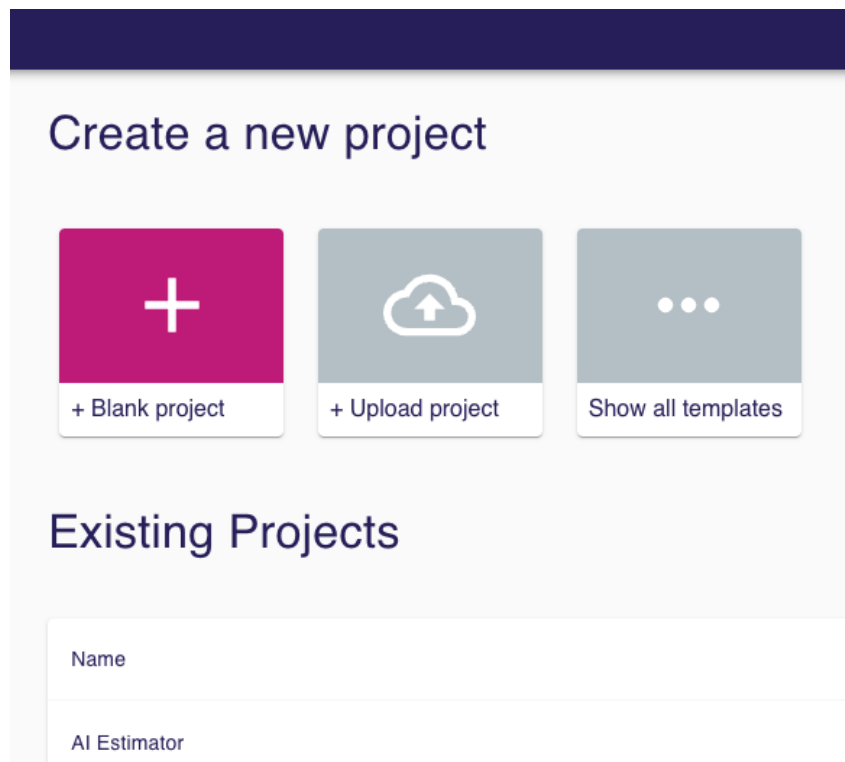 Create a new project
+ Blank project
+ Upload project
Show all templates
Existing Projects
Name
AI Estimator